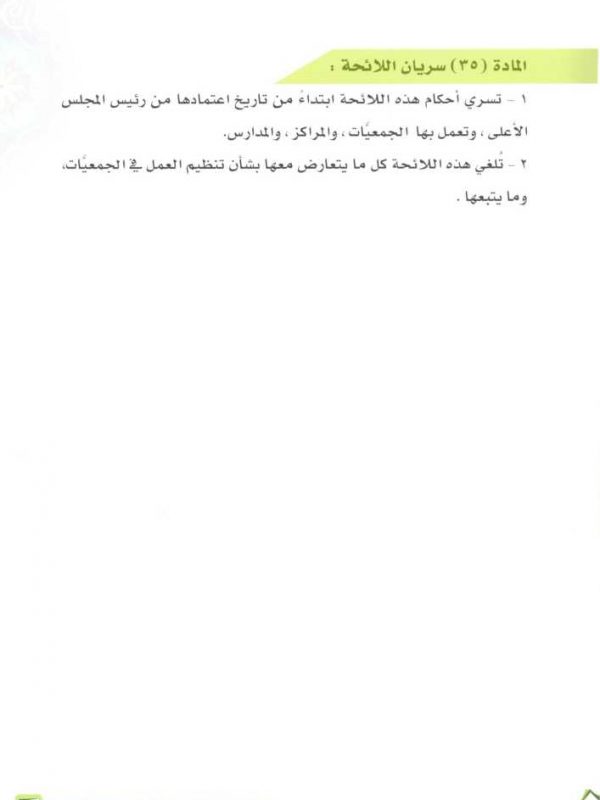 المادة (٣٥) سريان اللائحة :
١ - تسري أحكام هذه اللائحة ابتداءً من تاريخ اعتمادها من رئيس المجلس
الأعلى ، وتعمل بها الجمعيَّات ، والمراكز ، والمدارس.
٢ - تُلغي هذه اللائحة كل ما يتعارض معها بشأن تنظيم العمل في الجمعيَّات،
وما يتبعها .